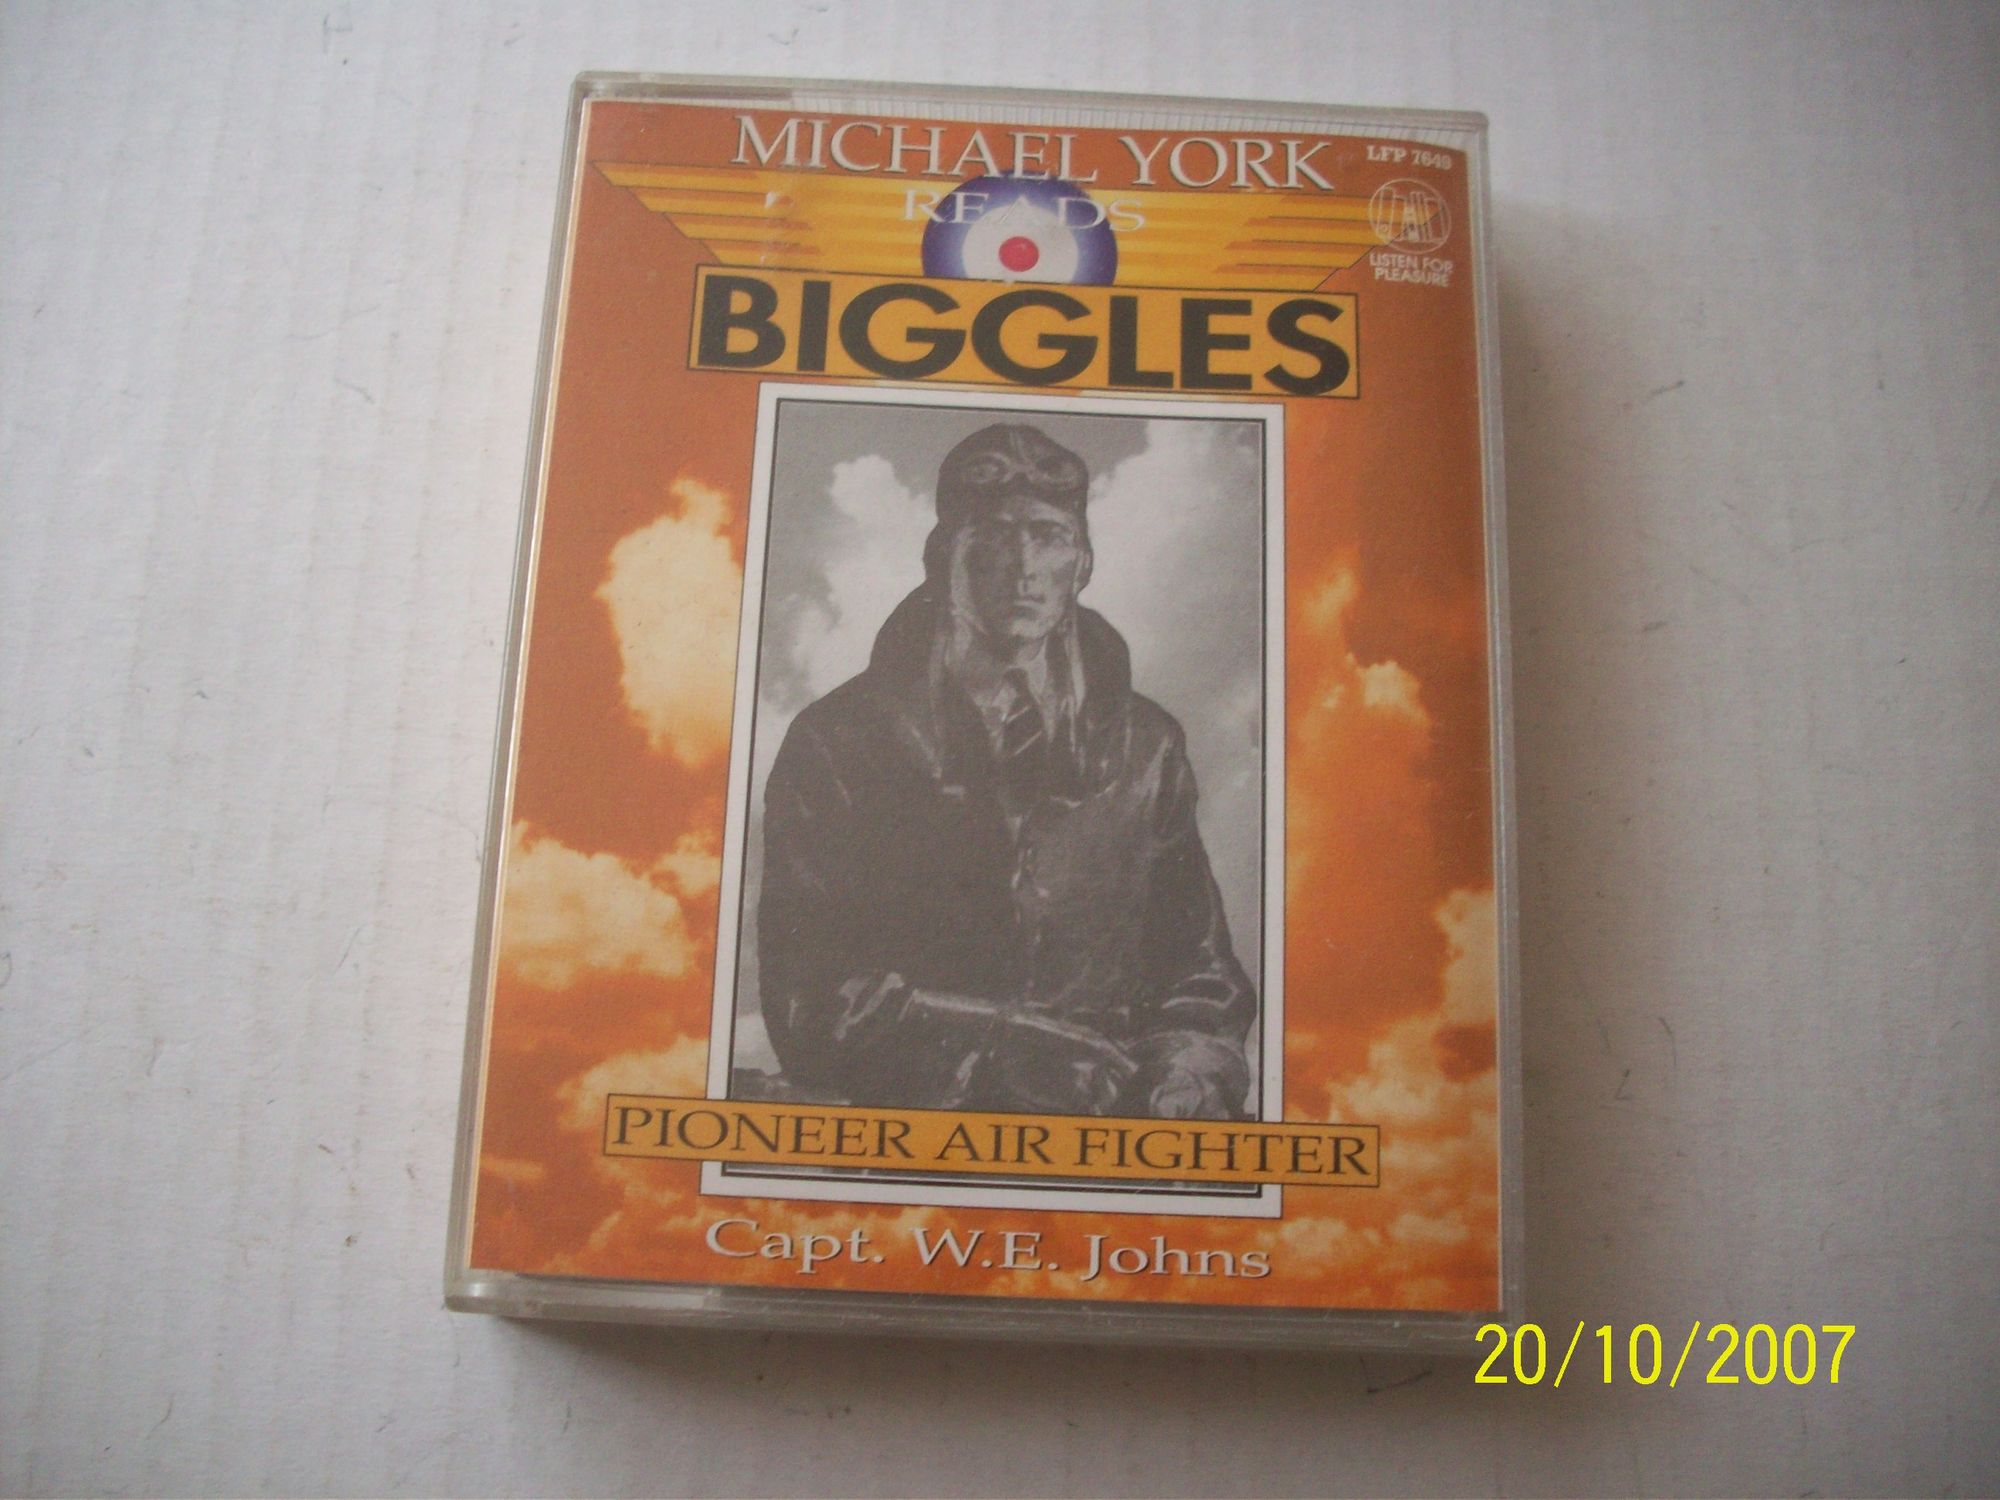 MICHAEL YORK
READS
LFP 7649
LISTEN FOR
PLEASURE
BIGGLES
PIONEER AIR FIGHTER
Capt. W.E. Johns
20/10/2007